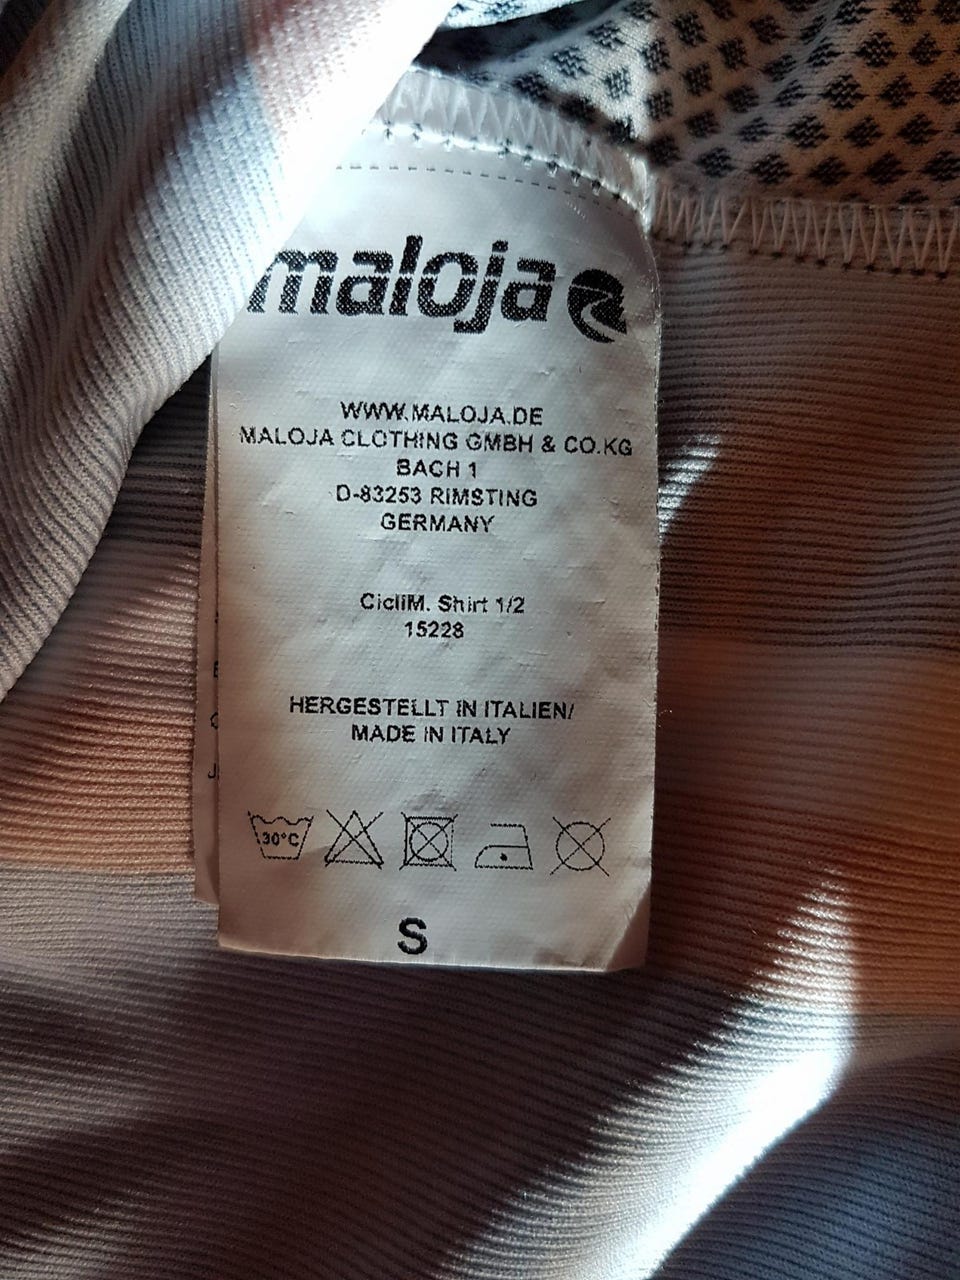 maloja
WWW.MALOJA.DE
MALOJA CLOTHING GMBH & CO.KG
BACH 1
D-83253 RIMSTING
GERMANY
CicliM. Shirt 1/2
15228
HERGESTELLT IN ITALIEN/
MADE IN ITALY
30°C
S